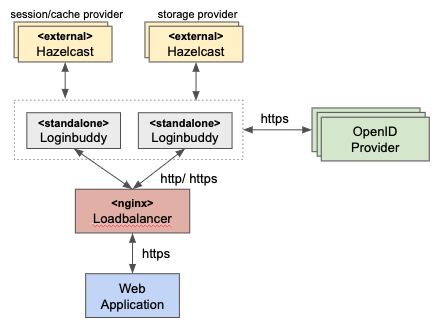 session/cache provider
storage provider
<external>
Hazelcast
<external>
Hazelcast
https
<standalone>
Loginbuddy
<standalone>
Loginbuddy
OpenID
Provider
http/ https
<nginx>
Loadbalancer
https
Web
Application